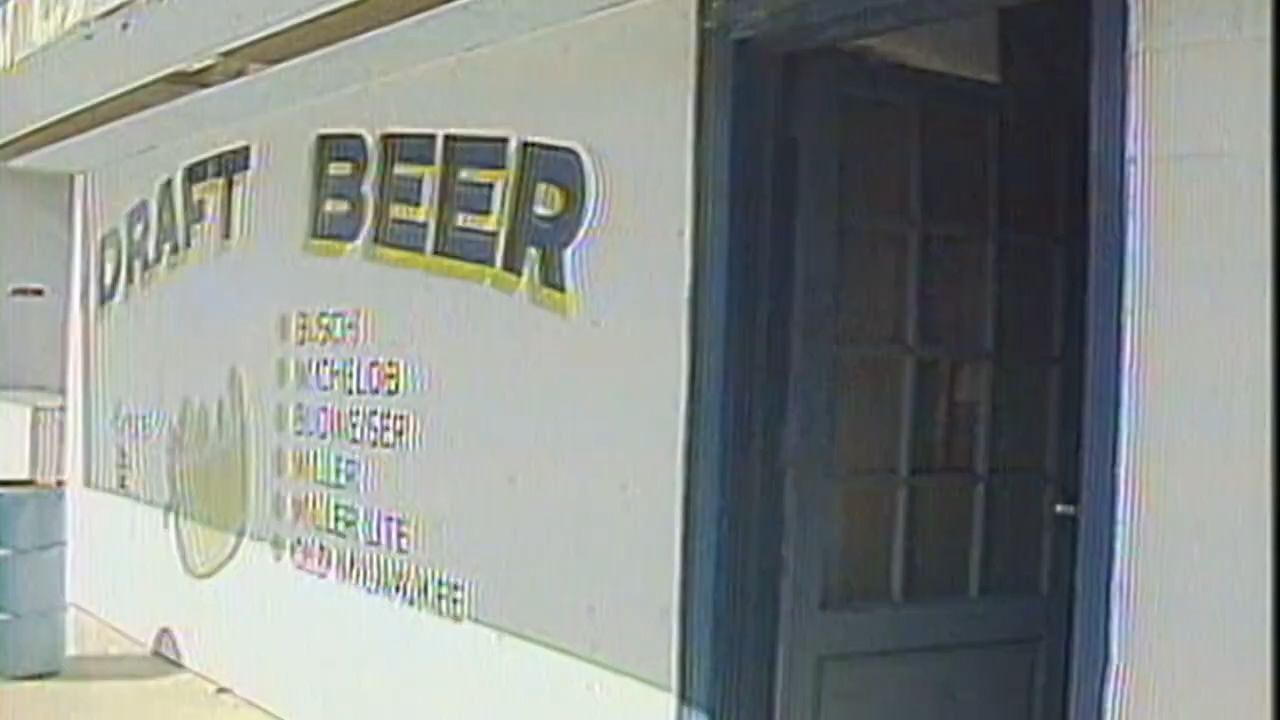 DRAFT BEER
BUSCH
MICHELOB
BUDWEISER
MILLER
MILLER LITE
OLD MILWAUKEE